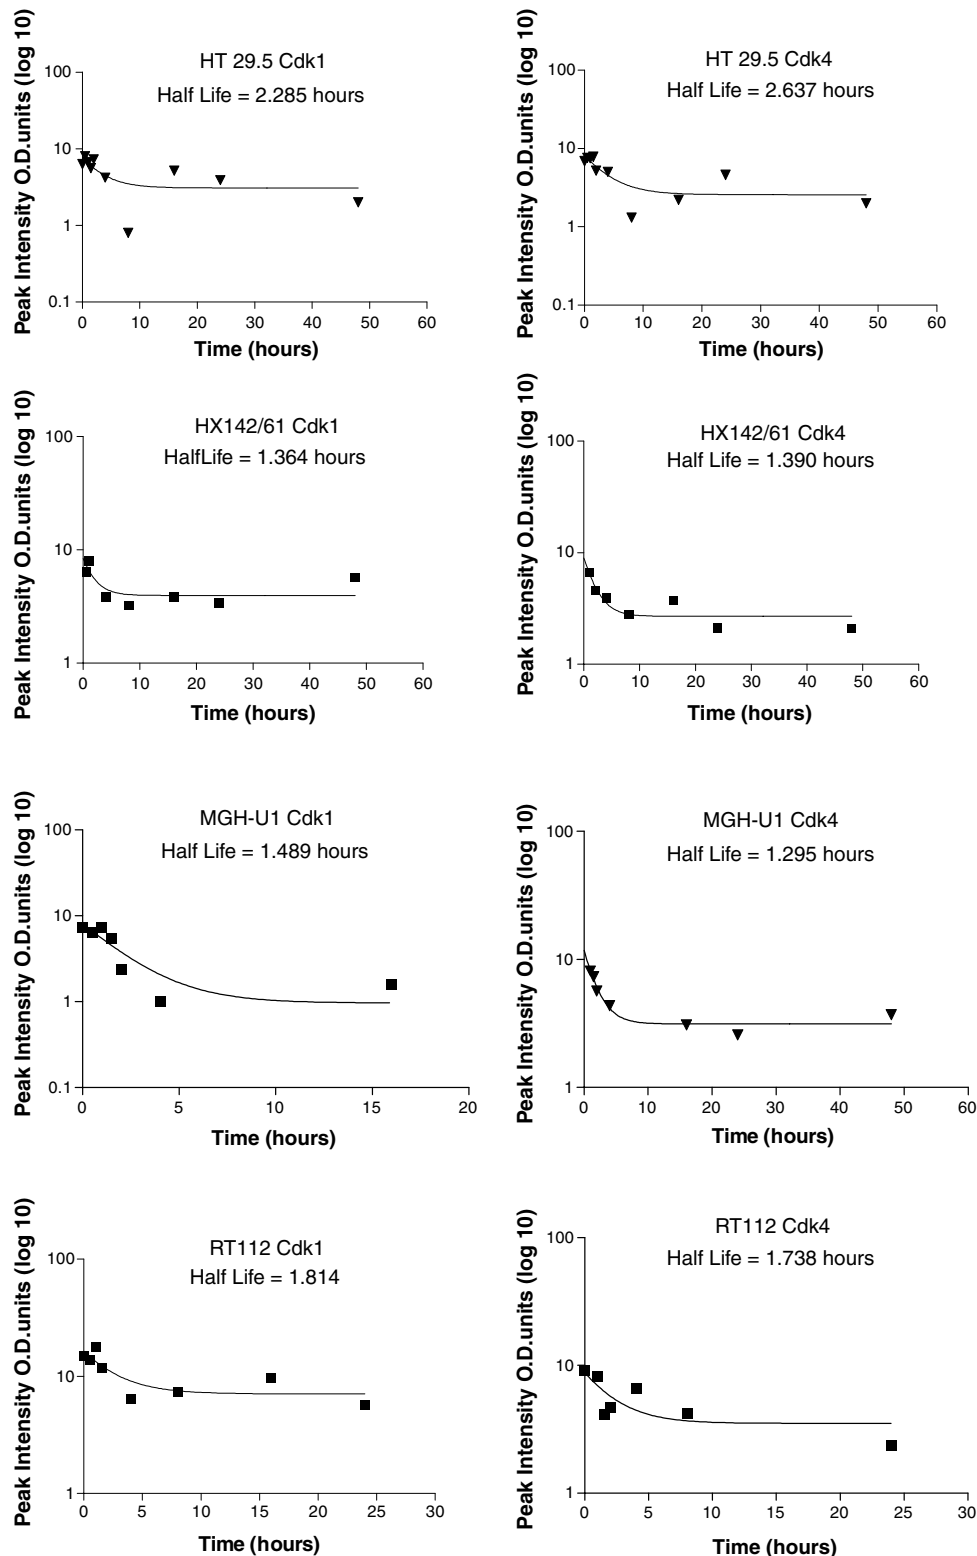 HT 29.5 Cdk1
Half Life = 2.285 hours
Peak Intensity O.D.units (log 10)
100
10
1
0.1
0 10 20 30 40 50 60
Time (hours)
HT 29.5 Cdk4
Half Life = 2.637 hours
Peak Intensity O.D.units (log 10)
100
10
1
0.1
0 10 20 30 40 50 60
Time (hours)
HX142/61 Cdk1
HalfLife = 1.364 hours
Peak Intensity O.D.units (log 10)
100
10
1
0 10 20 30 40 50 60
Time (hours)
HX142/61 Cdk4
Half Life = 1.390 hours
Peak Intensity O.D.units (log 10)
100
10
1
0 10 20 30 40 50 60
Time (hours)
MGH-U1 Cdk1
Half Life = 1.489 hours
Peak Intensity O.D.units (log 10)
100
10
1
0.1
0 5 10 15 20
Time (hours)
MGH-U1 Cdk4
Half Life = 1.295 hours
Peak Intensity O.D.units (log 10)
100
10
1
0 10 20 30 40 50 60
Time (hours)
RT112 Cdk1
Half Life = 1.814
Peak Intensity O.D.units (log 10)
100
10
1
0 5 10 15 20 25 30
Time (hours)
RT112 Cdk4
Half Life = 1.738 hours
Peak Intensity O.D.units (log 10)
100
10
1
0 5 10 15 20 25 30
Time (hours)